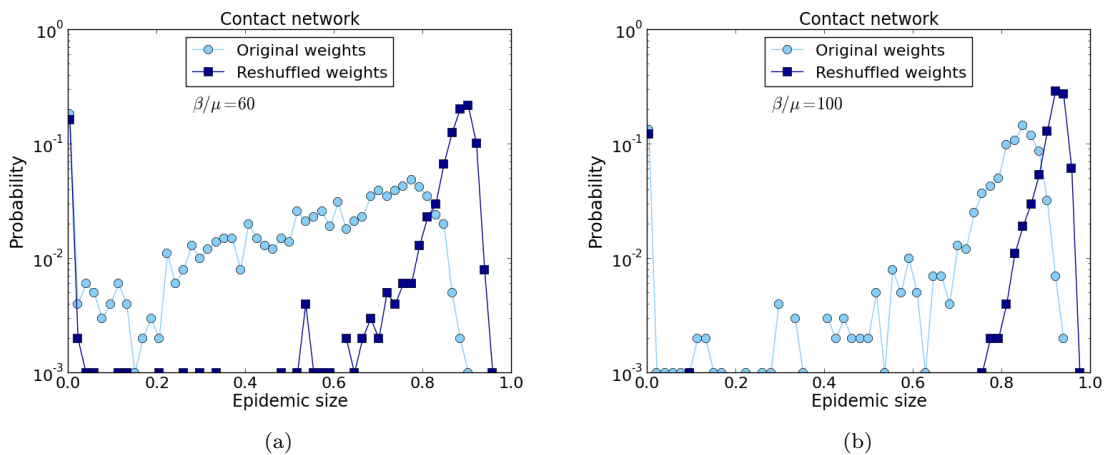 Contact network
Original weights
Reshuffled weights
β/μ=60
10^0
10^-1
10^-2
10^-3
Probability
0.0 0.2 0.4 0.6 0.8 1.0
Epidemic size
(a)
Contact network
Original weights
Reshuffled weights
β/μ=100
10^0
10^-1
10^-2
10^-3
Probability
0.0 0.2 0.4 0.6 0.8 1.0
Epidemic size
(b)